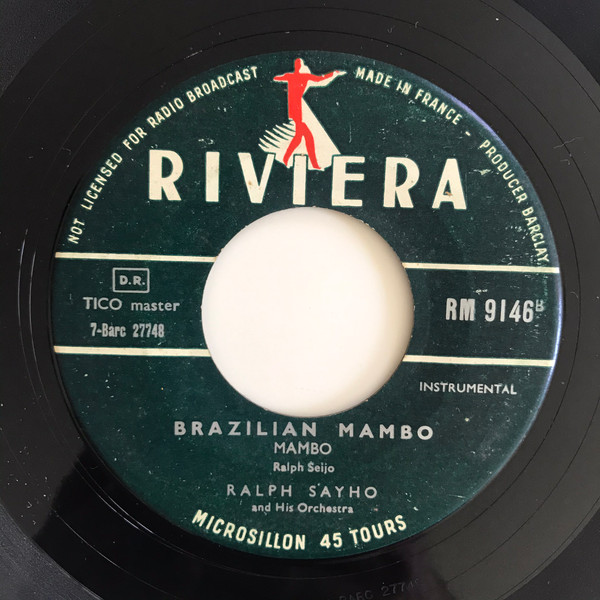 NOT LICENSED FOR RADIO BROADCAST
MADE IN FRANCE - PRODUCER BARCLAY
RIVIERA
D.R.
TICO master
7-Barc 27748
RM 9146 B
INSTRUMENTAL
BRAZILIAN MAMBO
MAMBO
Ralph Seijo
RALPH SAYHO
and His Orchestra
MICROSILLON 45 TOURS